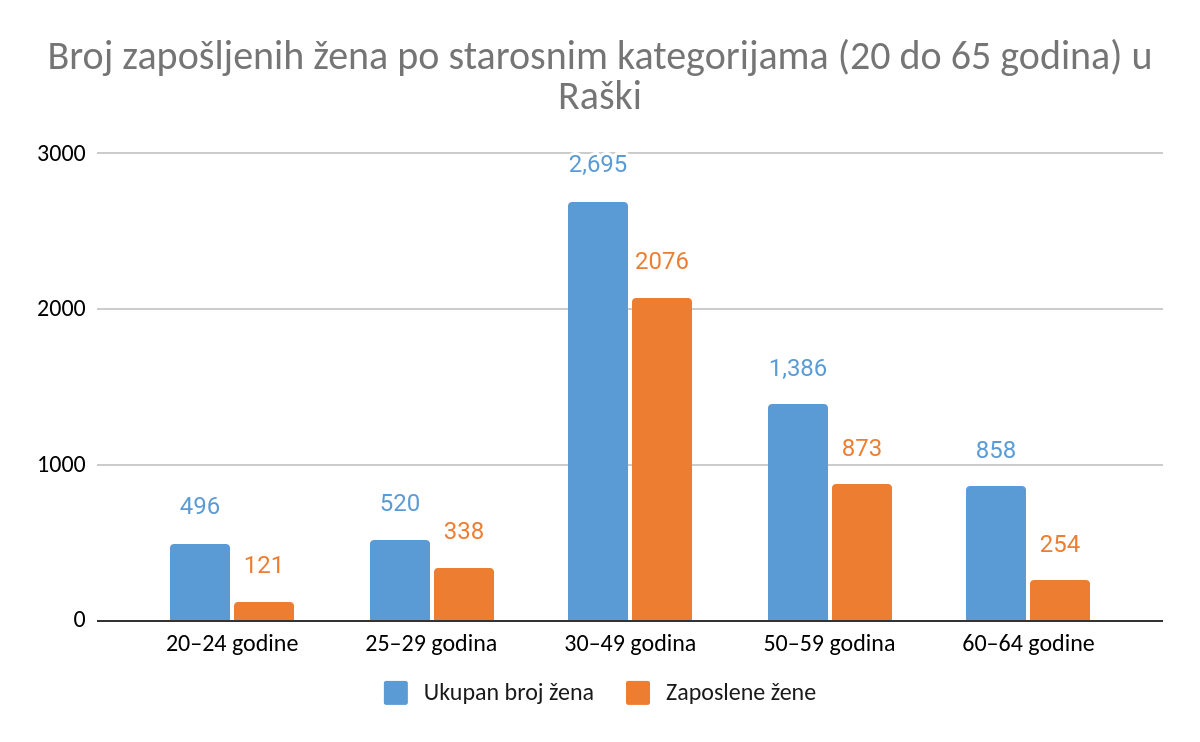 Broj zapošljenih žena po starosnim kategorijama (20 do 65 godina) u
Raški
3000
2000
1000
0
2,695
2076
1,386
873
858
254
496
121
520
338
20–24 godine
25–29 godina
30–49 godina
50–59 godina
60–64 godine
Ukupan broj žena
Zaposlene žene